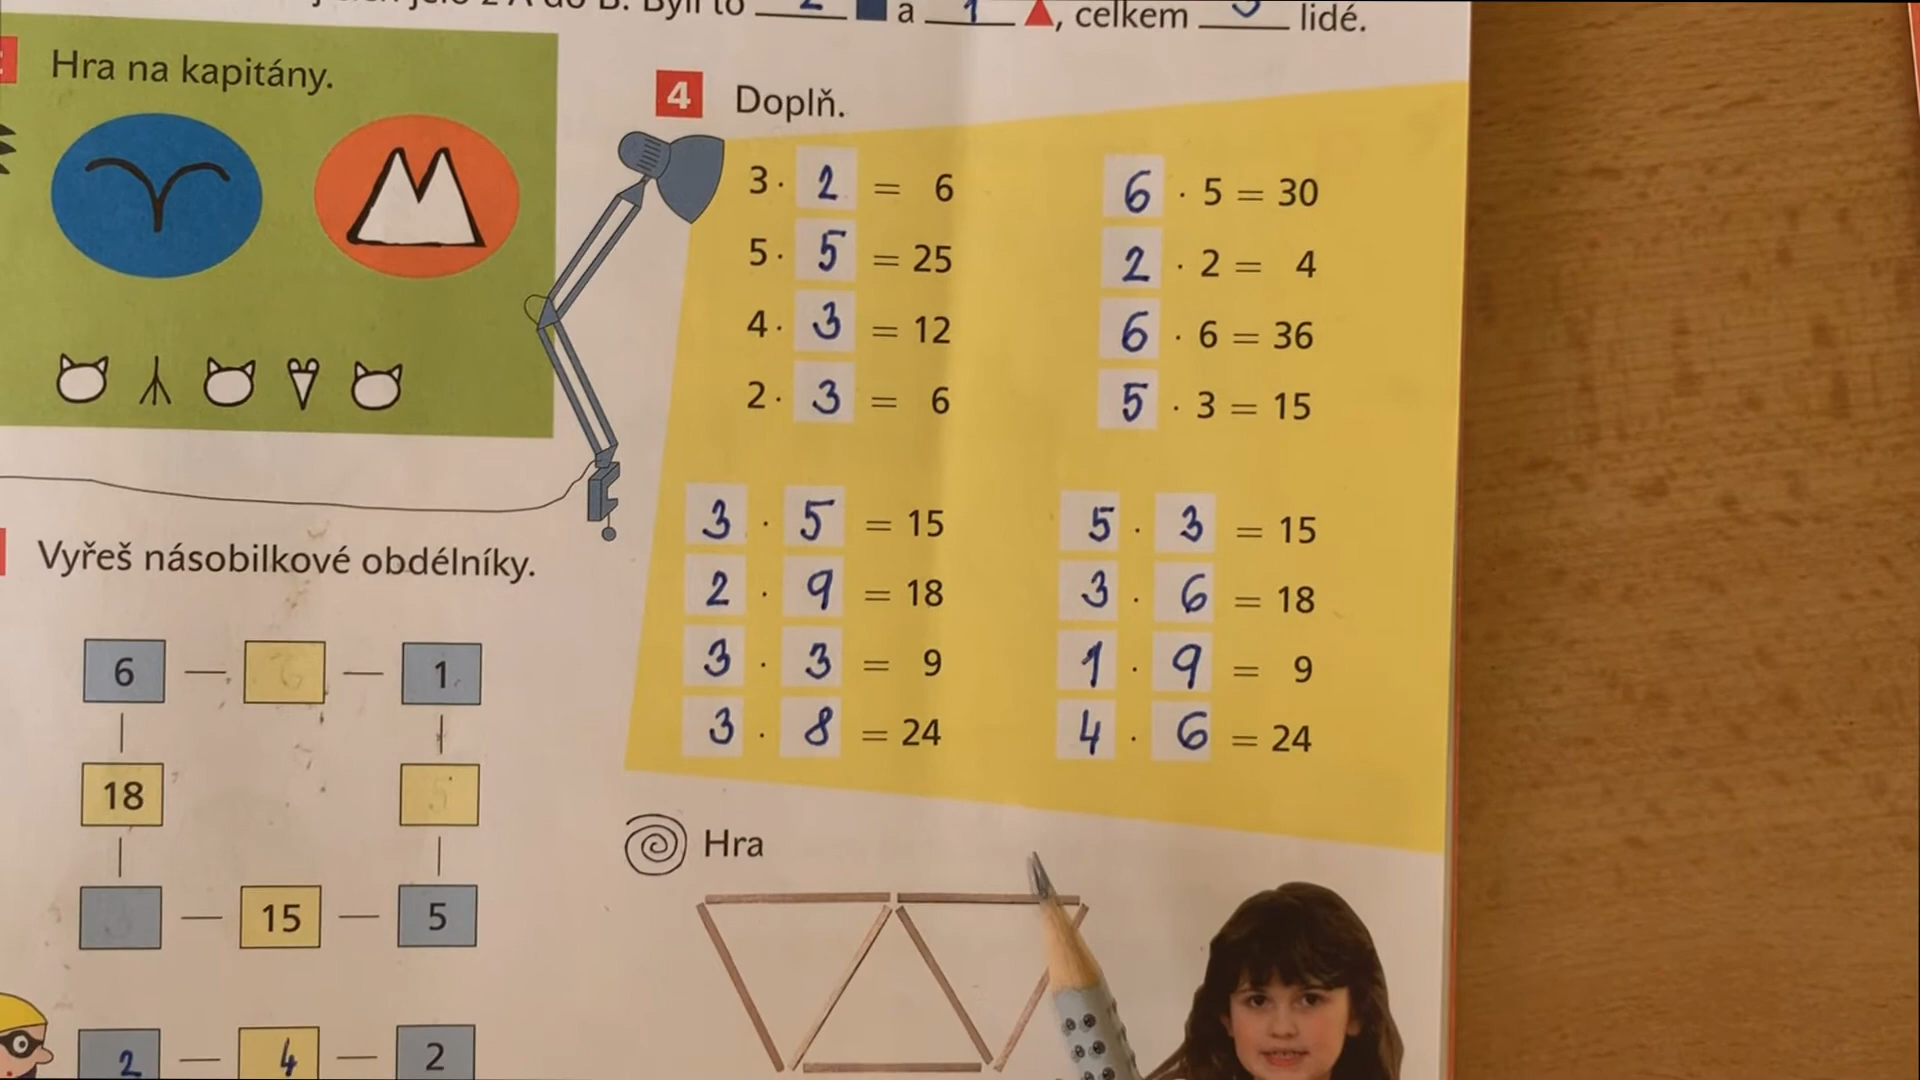 a 1 , celkem lidé.
Hra na kapitány.
4 Doplň.
3 · 2 = 6
5 · 5 = 25
4 · 3 = 12
2 · 3 = 6
6 · 5 = 30
2 · 2 = 4
6 · 6 = 36
5 · 3 = 15
3 · 5 = 15
2 · 9 = 18
3 · 3 = 9
3 · 8 = 24
5 · 3 = 15
3 · 6 = 18
1 · 9 = 9
4 · 6 = 24
Vyřeš násobilkové obdélníky.
6 — 6 — 1
18 5
3 — 15 — 5
2 — 4 — 2
Hra